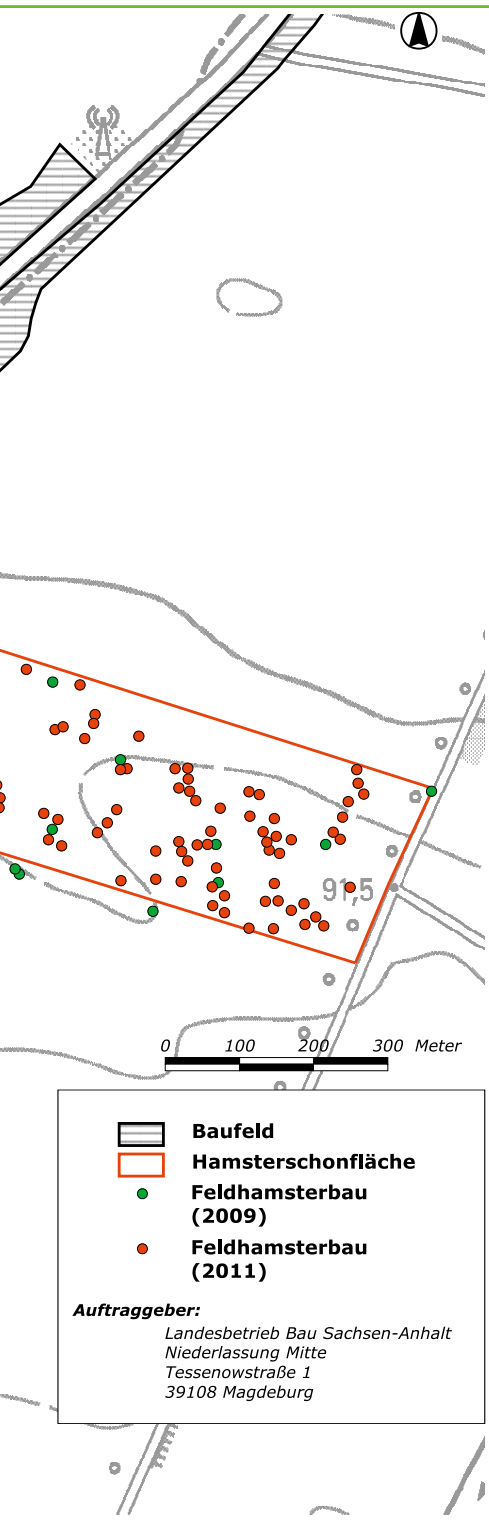 91,5
0 100 200 300 Meter
Baufeld
Hamsterschonfläche
Feldhamsterbau
(2009)
Feldhamsterbau
(2011)
Auftraggeber:
Landesbetrieb Bau Sachsen-Anhalt
Niederlassung Mitte
Tessenowstraße 1
39108 Magdeburg